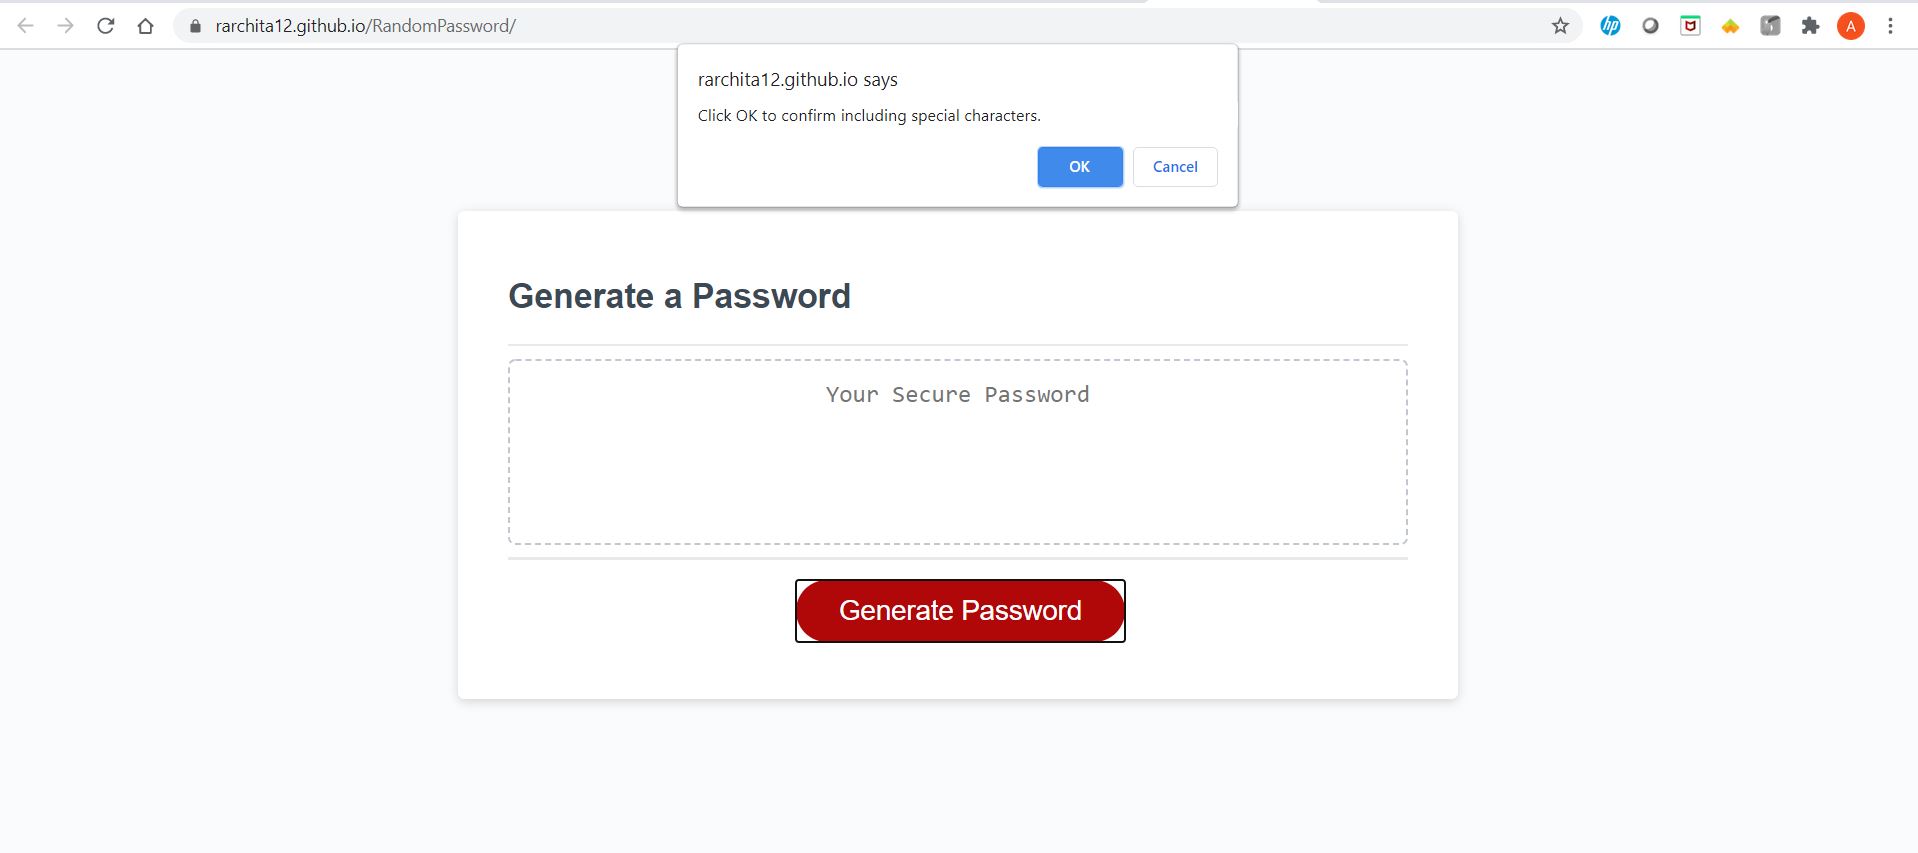 rarchita12.github.io/RandomPassword/
hp
A
rarchita12.github.io says
Click OK to confirm including special characters.
OK
Cancel
Generate a Password
Your Secure Password
Generate Password